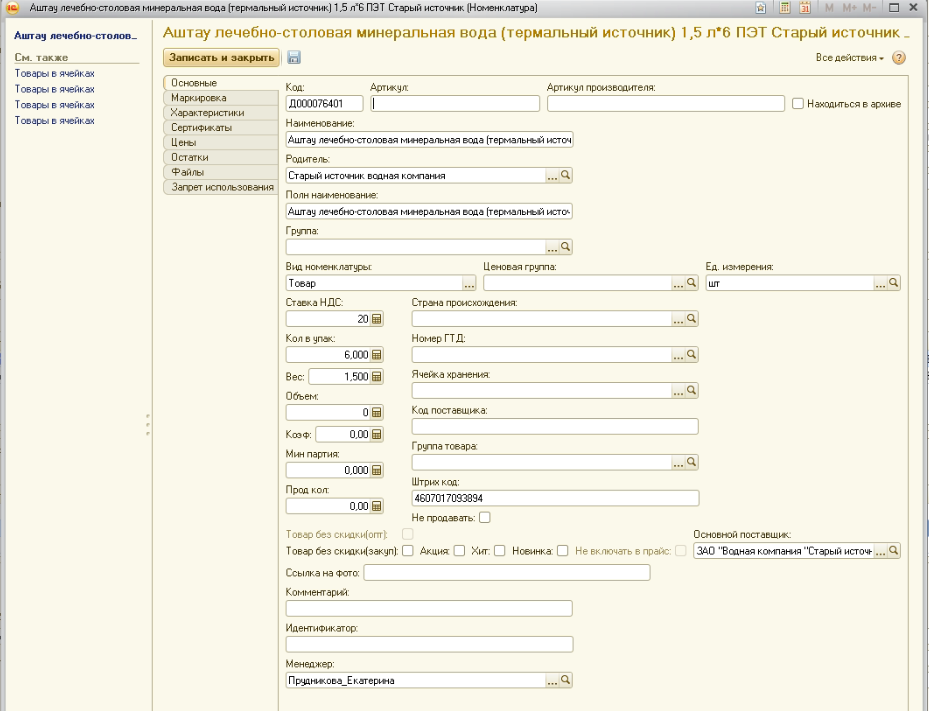 Аштау лечебно-столовая минеральная вода (термальный источник) 1,5 л*6 ПЭТ Старый источник (Номенклатура)
M M+ M-
Аштау лечебно-столов...
См. также
Товары в ячейках
Товары в ячейках
Товары в ячейках
Товары в ячейках
Аштау лечебно-столовая минеральная вода (термальный источник) 1,5 л*6 ПЭТ Старый источник ...
Записать и закрыть
Все действия
Основные
Маркировка
Характеристики
Сертификаты
Цены
Остатки
Файлы
Запрет использования
Код: Артикул: Артикул производителя:
Д000076401 Находиться в архиве
Наименование:
Аштау лечебно-столовая минеральная вода (термальный источ
Родитель:
Старый источник водная компания
Полн наименование:
Аштау лечебно-столовая минеральная вода (термальный источ
Группа:
Вид номенклатуры: Ценовая группа: Ед. измерения:
Товар шт
Ставка НДС: Страна происхождения:
20
Кол в упак: Номер ГТД:
6,000
Вес: 1,500 Ячейка хранения:
Объем:
0 Код поставщика:
Коэф: 0,00
Мин партия: Группа товара:
0,000
Прод кол: Штрих код:
0,00 4607017093894
Не продавать:
Товар без скидки(опт): Основной поставщик:
Товар без скидки(закуп): Акция: Хит: Новинка: Не включать в прайс: ЗАО "Водная компания "Старый источн
Ссылка на фото:
Комментарий:
Идентификатор:
Менеджер:
Прудникова_Екатерина